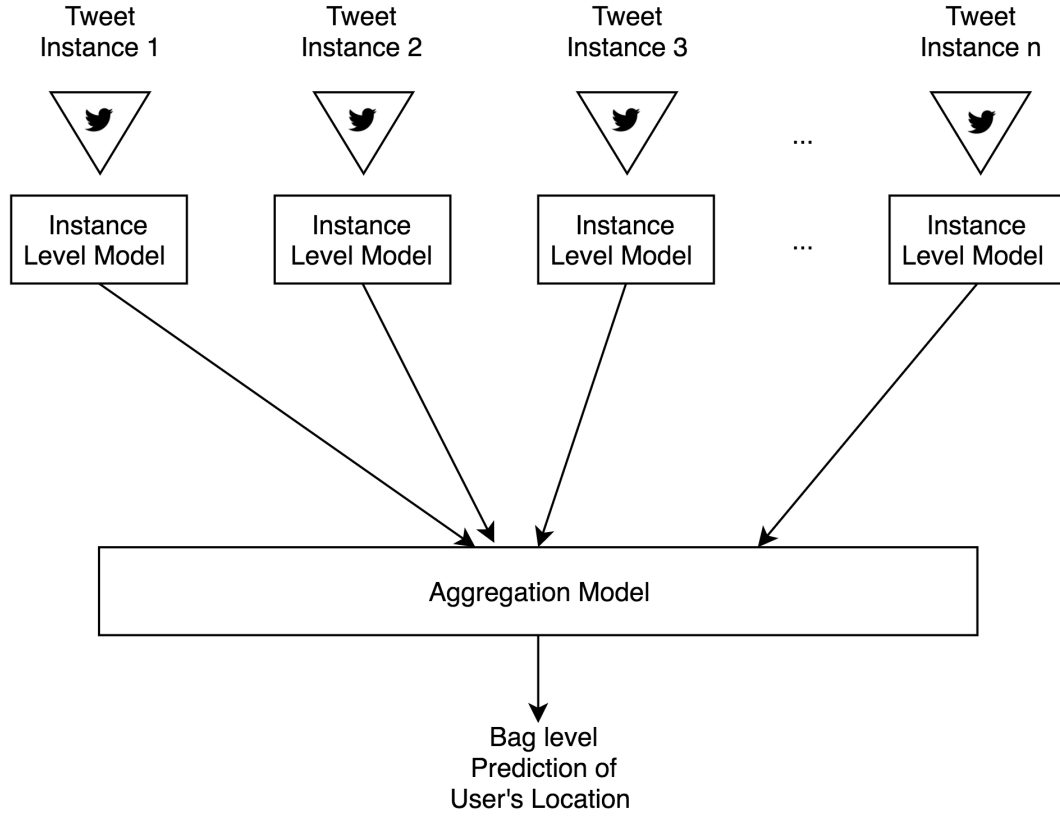 Tweet
Instance 1
Tweet
Instance 2
Tweet
Instance 3
Tweet
Instance n
...
Instance
Level Model
Instance
Level Model
Instance
Level Model
...
Instance
Level Model
Aggregation Model
Bag level
Prediction of
User's Location